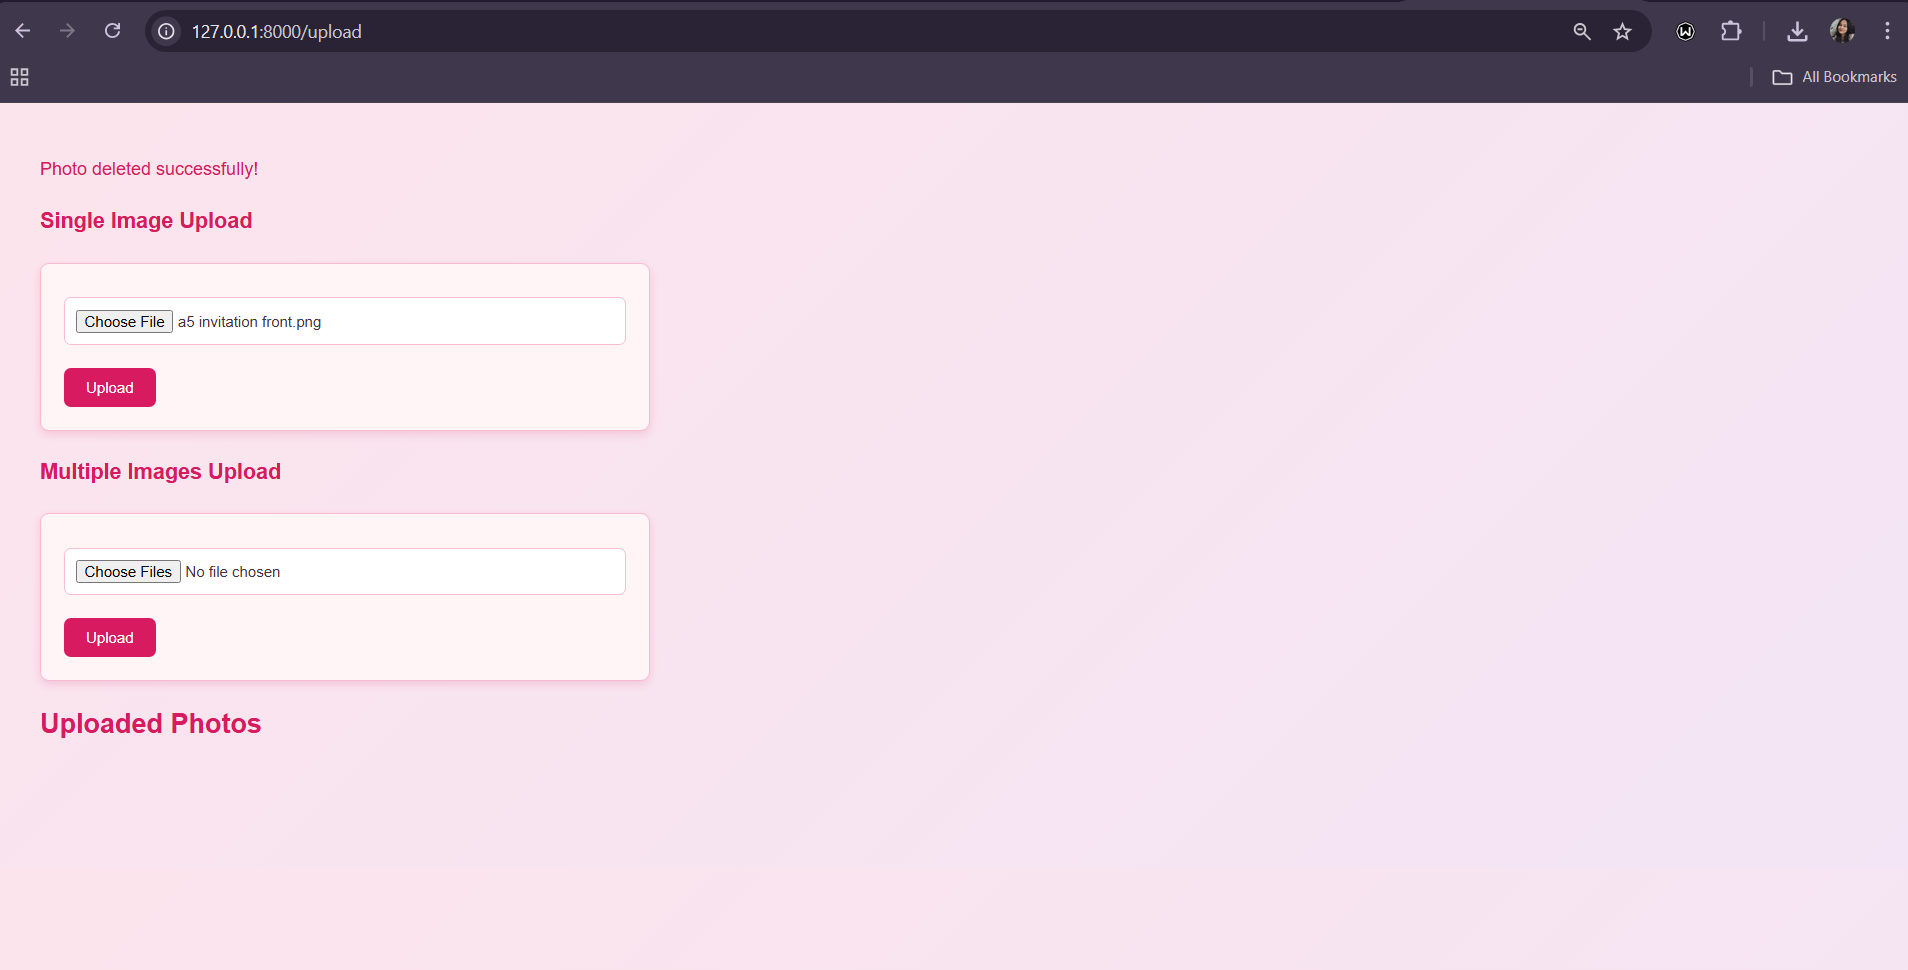 127.0.0.1:8000/upload
All Bookmarks
Photo deleted successfully!
Single Image Upload
Choose File a5 invitation front.png
Upload
Multiple Images Upload
Choose Files No file chosen
Upload
Uploaded Photos